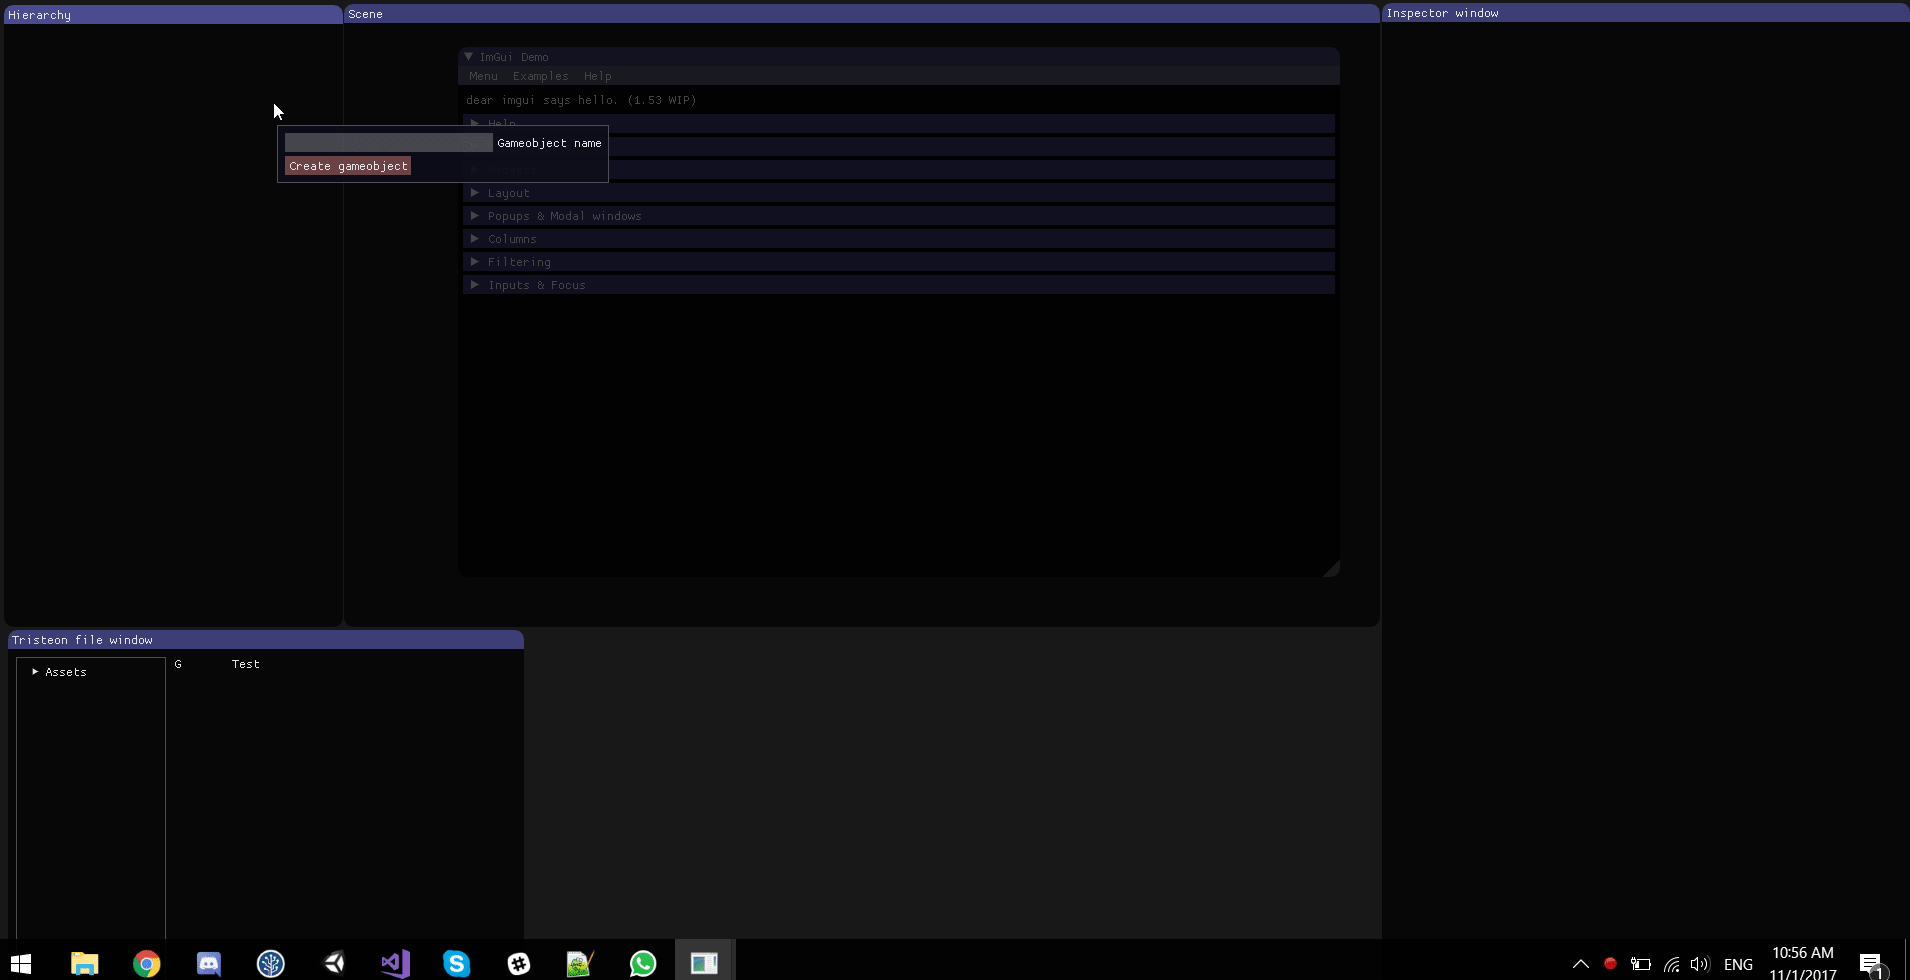 Hierarchy
Scene
Inspector window
ImGui Demo
Menu Examples Help
dear imgui says hello. (1.53 WIP)
Help
Gameobject name
Create gameobject
Layout
Popups & Modal windows
Columns
Filtering
Inputs & Focus
Tristeon file window
Assets
G Test
ENG
10:56 AM
11/1/2017
1